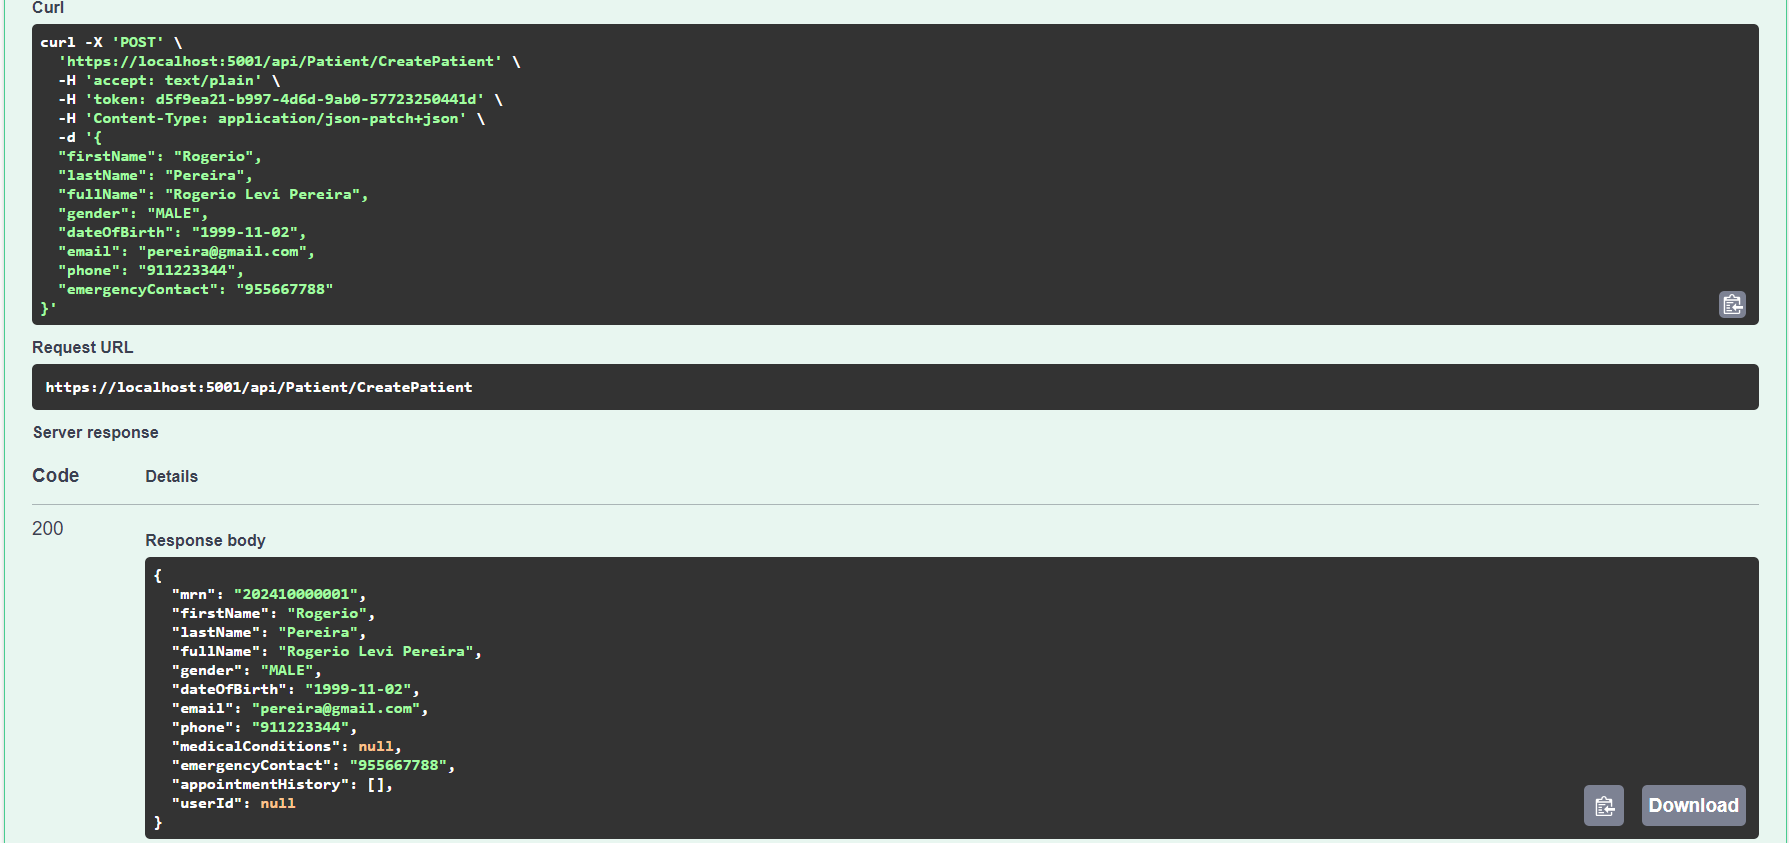 Curl
curl -X 'POST' \
  'https://localhost:5001/api/Patient/CreatePatient' \
  -H 'accept: text/plain' \
  -H 'token: d5f9ea21-b997-4d6d-9ab0-57723250441d' \
  -H 'Content-Type: application/json-patch+json' \
  -d '{
  "firstName": "Rogerio",
  "lastName": "Pereira",
  "fullName": "Rogerio Levi Pereira",
  "gender": "MALE",
  "dateOfBirth": "1999-11-02",
  "email": "pereira@gmail.com",
  "phone": "911223344",
  "emergencyContact": "955667788"
}'
Request URL
https://localhost:5001/api/Patient/CreatePatient
Server response
Code Details
200
Response body
{
  "mrn": "202410000001",
  "firstName": "Rogerio",
  "lastName": "Pereira",
  "fullName": "Rogerio Levi Pereira",
  "gender": "MALE",
  "dateOfBirth": "1999-11-02",
  "email": "pereira@gmail.com",
  "phone": "911223344",
  "medicalConditions": null,
  "emergencyContact": "955667788",
  "appointmentHistory": [],
  "userId": null
}
Download